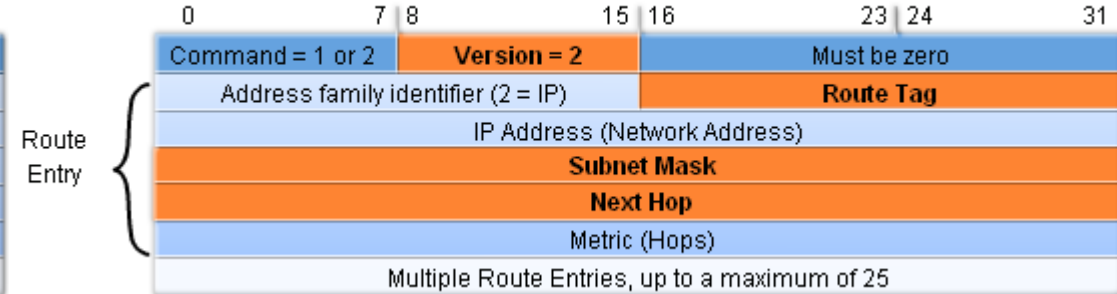 0 7 8 15 16 23 24 31
Command = 1 or 2 Version = 2 Must be zero
Address family identifier (2 = IP) Route Tag
IP Address (Network Address)
Route
Entry
Subnet Mask
Next Hop
Metric (Hops)
Multiple Route Entries, up to a maximum of 25